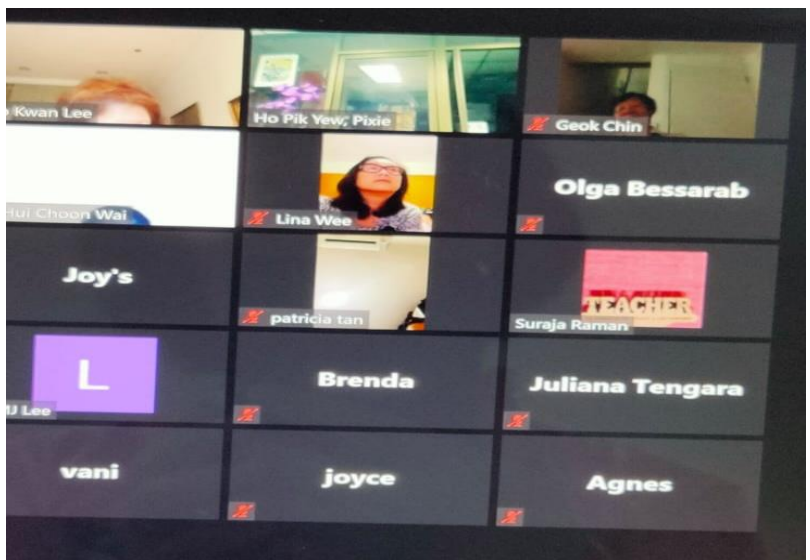 Kwan Lee
Ho Pik Yew, Pixie
Geok Chin
Hui Choon Wai
Lina Wee
Olga Bessarab
Joy's
patricia tan
TEACHER
Suraja Raman
L
MJ Lee
Brenda
Juliana Tengara
vani
joyce
Agnes